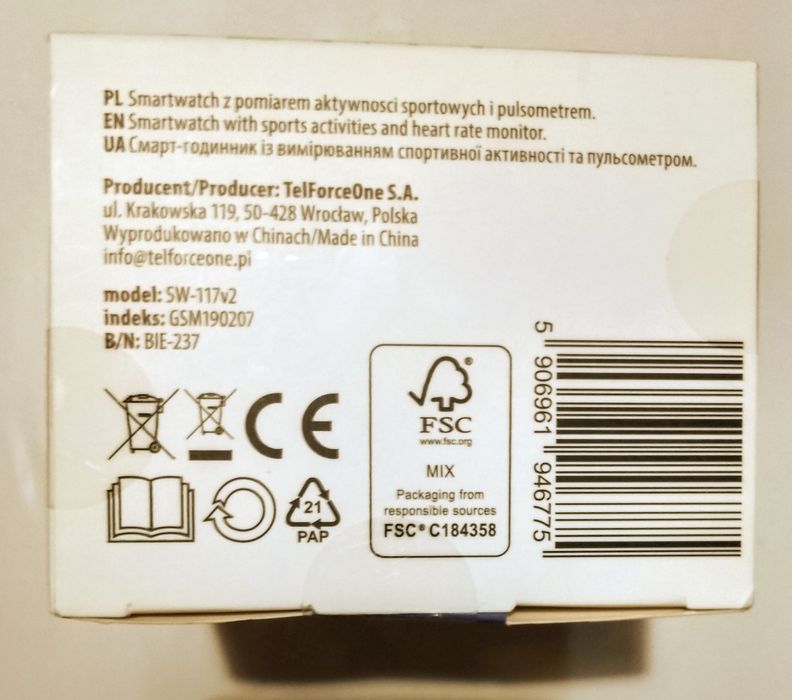 PL Smartwatch z pomiarem aktywnosci sportowych i pulsometrem.
EN Smartwatch with sports activities and heart rate monitor.
UA Смарт-годинник із вимірюванням спортивної активності та пульсометром.
Producent/Producer: TelForceOne S.A.
ul. Krakowska 119, 50-428 Wrocław, Polska
Wyprodukowano w Chinach/Made in China
info@telforceone.pl
model: SW-117v2
indeks: GSM190207
B/N: BIE-237
CE
21
PAP
®
FSC
www.fsc.org
MIX
Packaging from
responsible sources
FSC® C184358
5 906961 946775